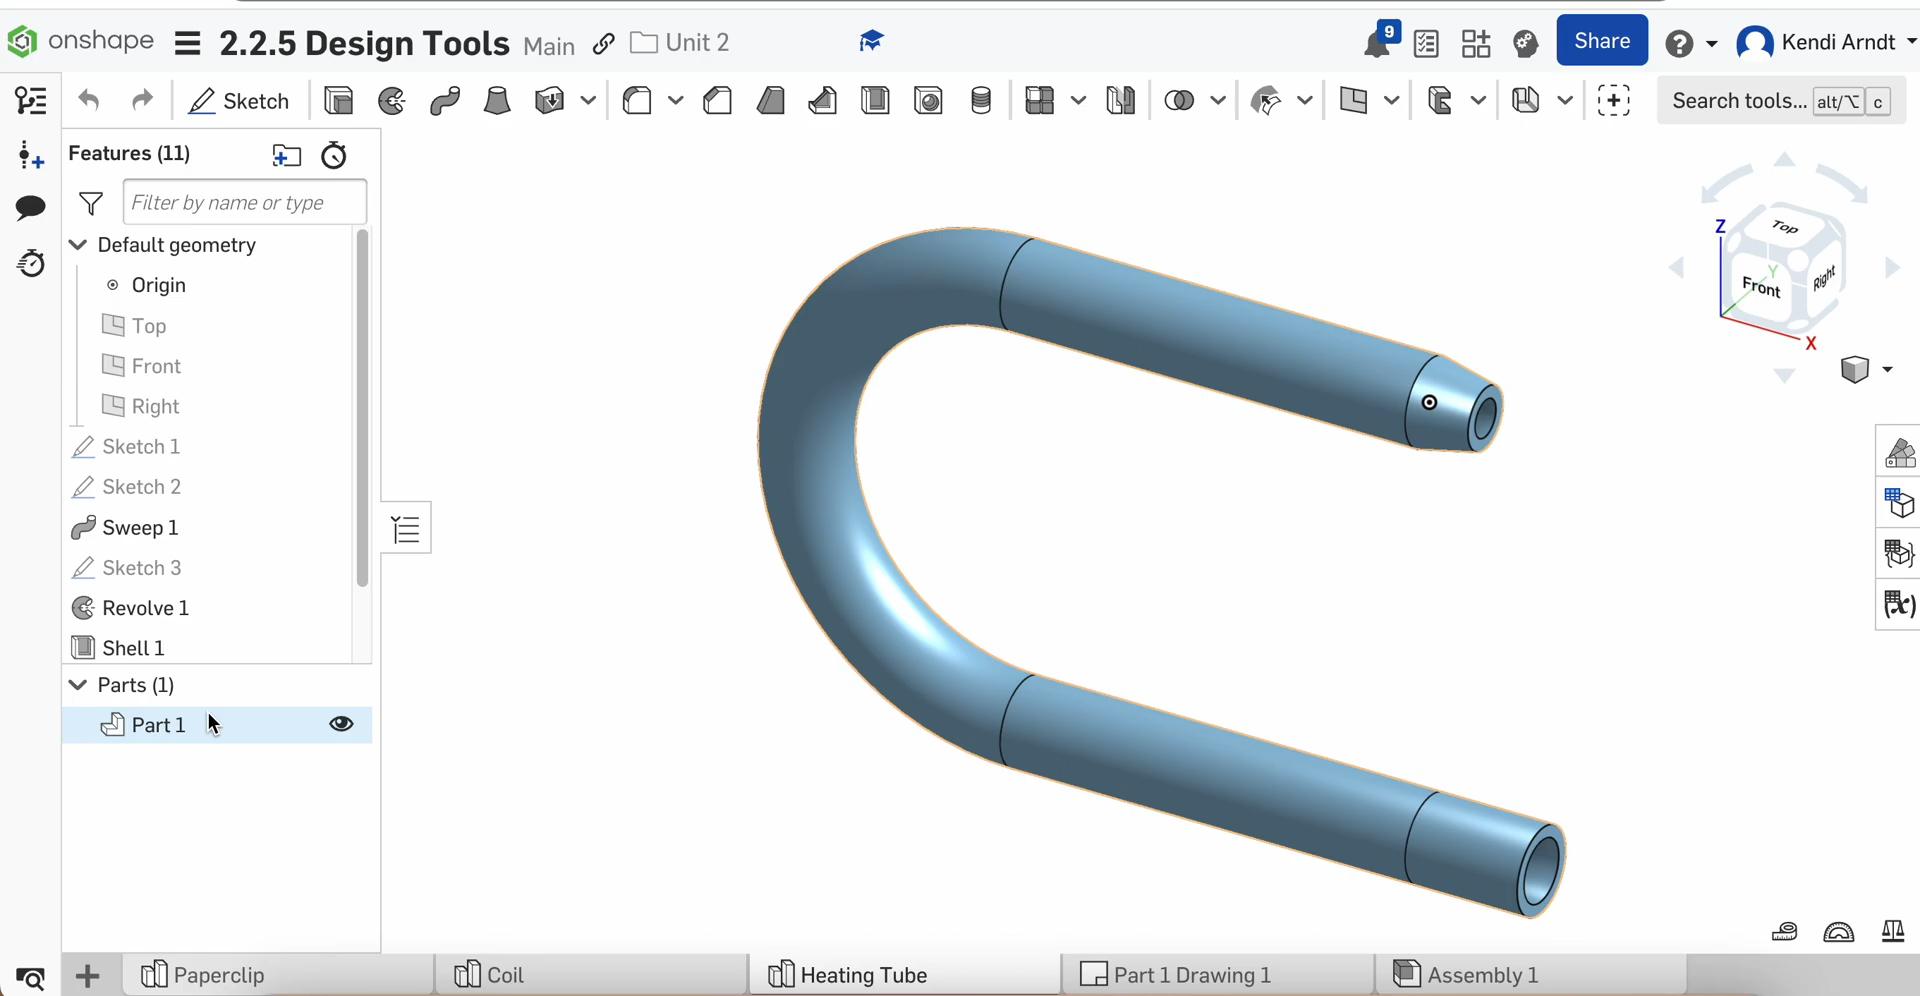 onshape 2.2.5 Design Tools Main Unit 2 9 Share Kendi Arndt
Sketch Search tools... alt/⌥ c
Features (11)
Filter by name or type
Default geometry
Origin
Top
Front
Right
Sketch 1
Sketch 2
Sweep 1
Sketch 3
Revolve 1
Shell 1
Parts (1)
Part 1
Z
Top
Y
Front
Right
X
(x)
Paperclip Coil Heating Tube Part 1 Drawing 1 Assembly 1